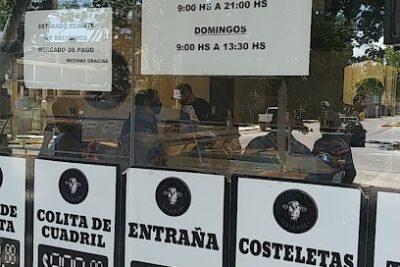 9:00 HS A 21:00 HS
DOMINGOS
9:00 HS A 13:30 HS
ESTIMADO CLIENTE
NO RECIBIMOS
MERCADO DE PAGO
MUCHAS GRACIAS
DE
TA
COLITA DE
CUADRIL
ENTRAÑA
COSTELETAS